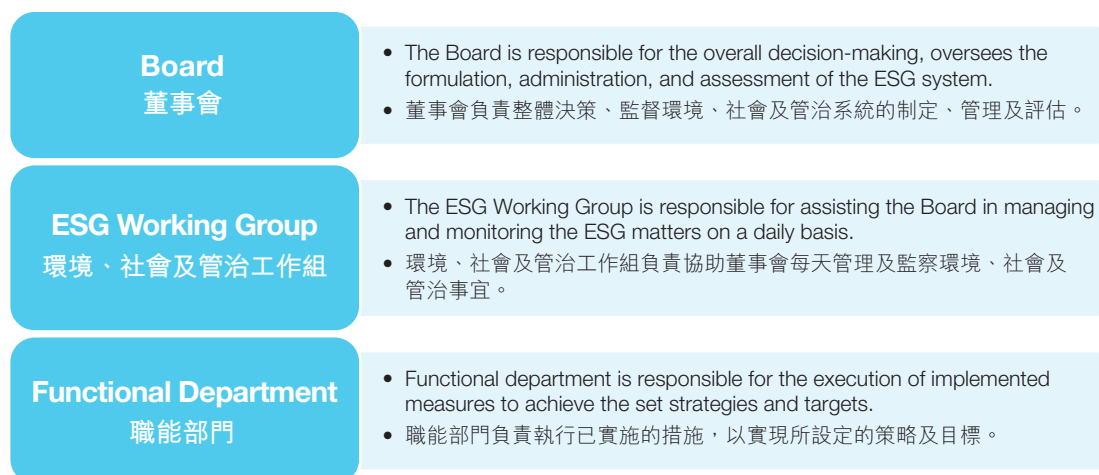 Board
董事會
• The Board is responsible for the overall decision-making, oversees the
formulation, administration, and assessment of the ESG system.
• 董事會負責整體決策、監督環境、社會及管治系統的制定、管理及評估。
ESG Working Group
環境、社會及管治工作組
• The ESG Working Group is responsible for assisting the Board in managing
and monitoring the ESG matters on a daily basis.
• 環境、社會及管治工作組負責協助董事會每天管理及監察環境、社會及
管治事宜。
Functional Department
職能部門
• Functional department is responsible for the execution of implemented
measures to achieve the set strategies and targets.
• 職能部門負責執行已實施的措施，以實現所設定的策略及目標。